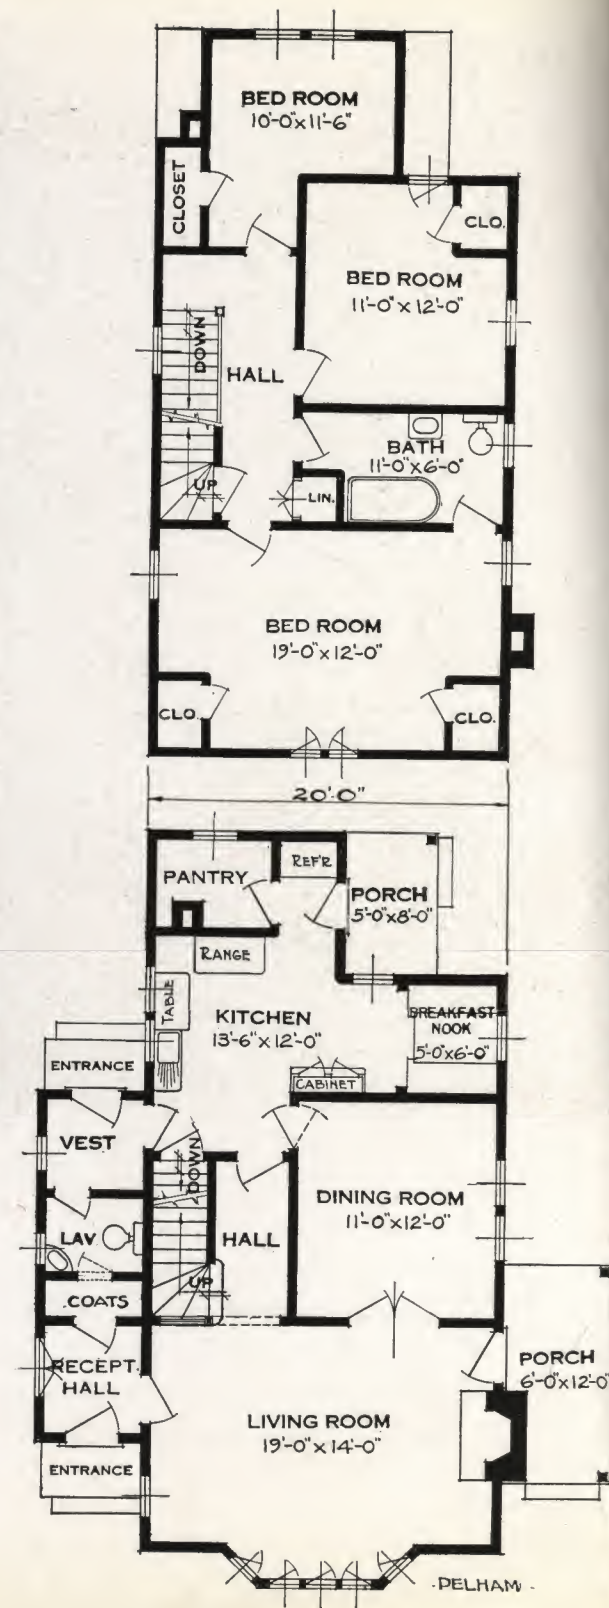 BED ROOM
10'-0"x11'-6"
CLOSET
CLO.
BED ROOM
11'-0"x12'-0"
DOWN
HALL
BATH
11'-0"x6'-0"
UP
LIN.
BED ROOM
19'-0"x12'-0"
CLO.
CLO.
20'-0"
PANTRY
REF'R
PORCH
5'-0"x8'-0"
RANGE
TABLE
KITCHEN
13'-6"x12'-0"
BREAKFAST
NOOK
5'-0"x6'-0"
CABINET
ENTRANCE
VEST
DOWN
DINING ROOM
11'-0"x12'-0"
LAV
HALL
UP
COATS
RECEPT.
HALL
PORCH
6'-0"x12'-0"
LIVING ROOM
19'-0"x14'-0"
ENTRANCE
-PELHAM-